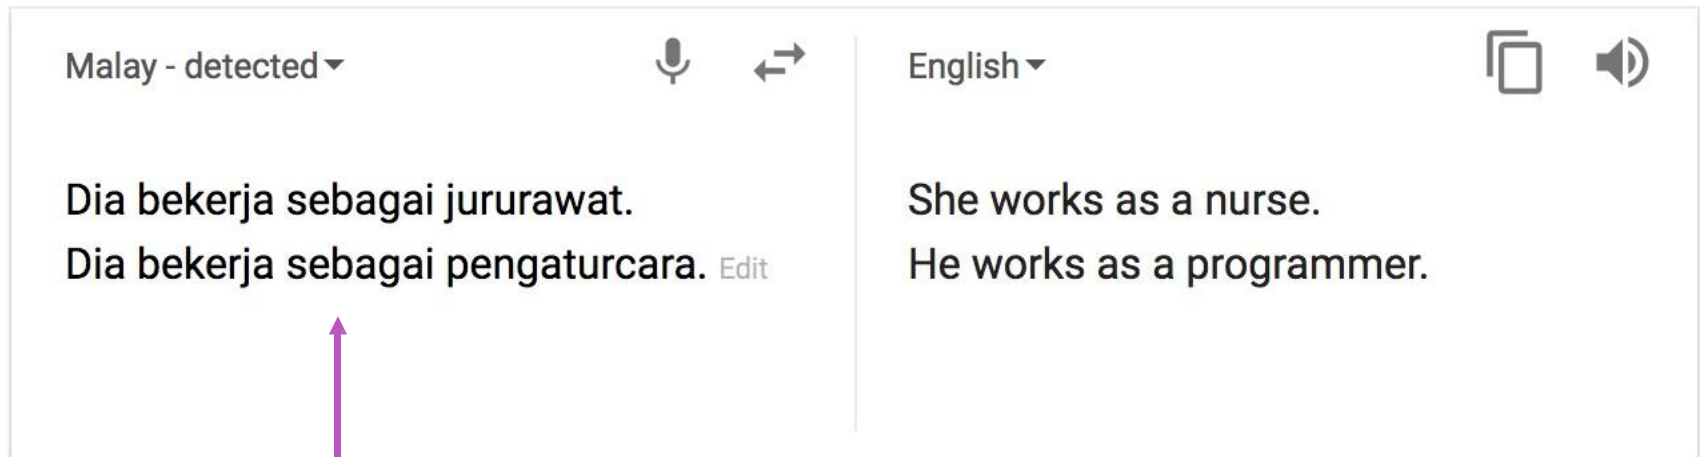 Malay - detected
English
Dia bekerja sebagai jururawat.
Dia bekerja sebagai pengaturcara. Edit
She works as a nurse.
He works as a programmer.